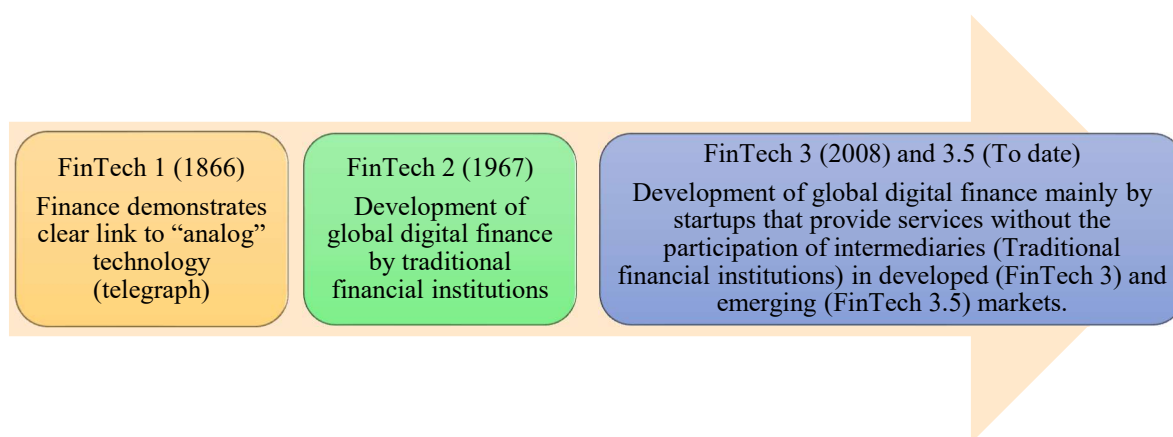 FinTech 1 (1866)
Finance demonstrates
clear link to “analog”
technology
(telegraph)
FinTech 2 (1967)
Development of
global digital finance
by traditional
financial institutions
FinTech 3 (2008) and 3.5 (To date)
Development of global digital finance mainly by
startups that provide services without the
participation of intermediaries (Traditional
financial institutions) in developed (FinTech 3) and
emerging (FinTech 3.5) markets.